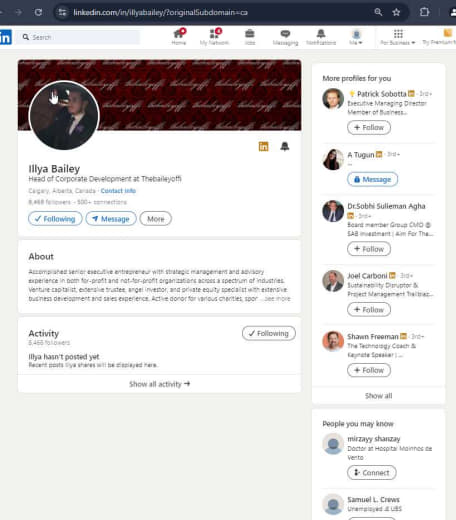 linkedin.com/in/illyabailey/?originalSubdomain=ca
in
Search
Home
My Network
Jobs
Messaging
Notifications
Me
For Business
Try Premium f
Illya Bailey
Head of Corporate Development at Thebaileyoffi
Calgary, Alberta, Canada · Contact info
500+ connections
Following
Message
More
About
Accomplished senior executive entrepreneur with strategic management and advisory
experience in both for-profit and not-for-profit organizations across a spectrum of industries.
Venture capitalist, extensive trustee, angel investor, and private equity specialist with extensive
business development and sales experience. Active donor for various charities, spor ...see more
Activity
followers
Following
Illya hasn't posted yet
Recent posts Illya shares will be displayed here.
Show all activity →
More profiles for you
Patrick Sobotta in · 3rd+
Executive Managing Director
Member of Business...
+ Follow
A Tugun in · 3rd+
...
Message
Dr.Sobhi Sulieman Agha
in · 3rd+
Board member Group CMO @
SAB Investment | Aim For The...
+ Follow
Joel Carboni in · 3rd+
Sustainability Disruptor &
Project Management Trailblaz...
+ Follow
Shawn Freeman in · 3rd+
The Technology Coach &
Keynote Speaker | ...
+ Follow
Show all
People you may know
mirzayy shanzay
Doctor at Hospital Moinhos de
Vento
Connect
Samuel L. Crews
Unemployed at UBS